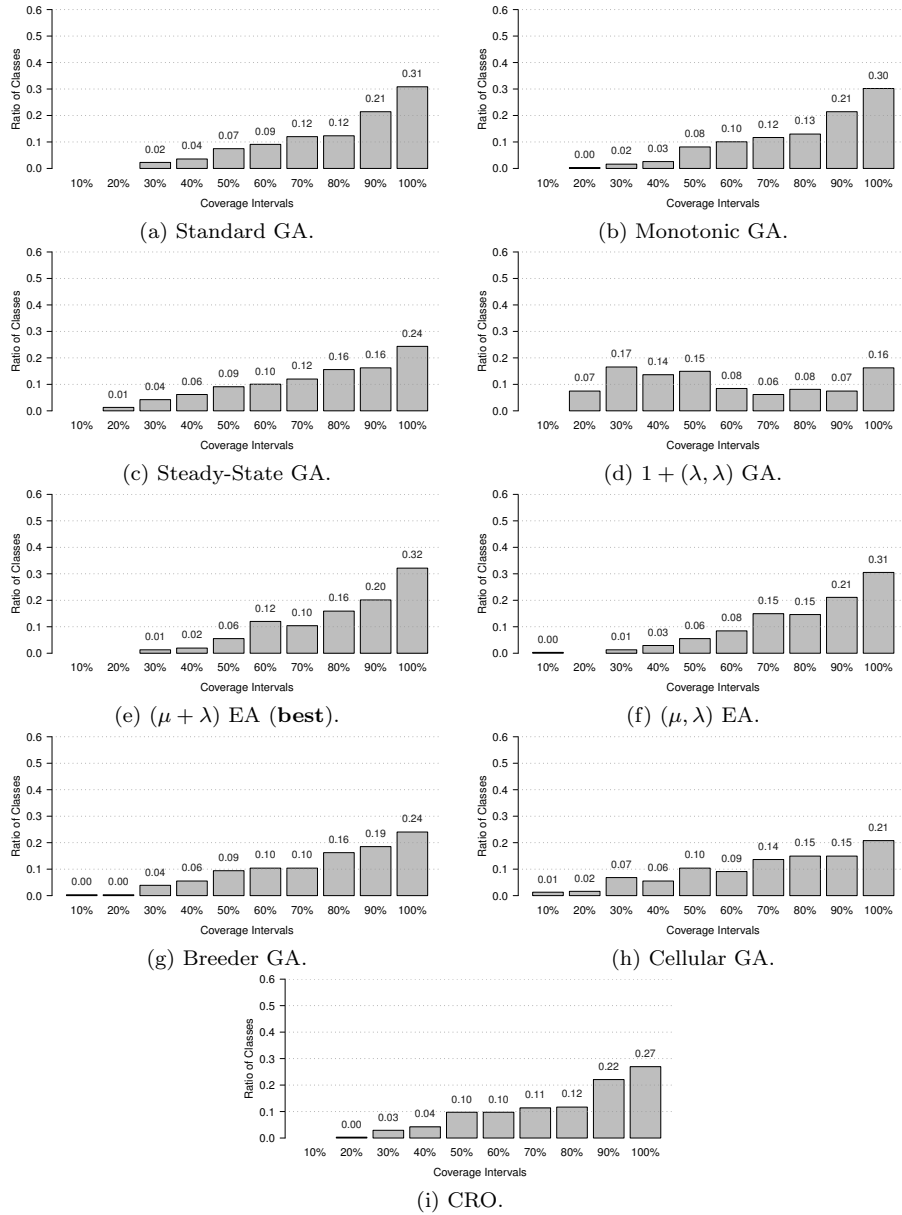 Ratio of Classes
0.6
0.5
0.4
0.3
0.2
0.1
0.0
0.02 0.04 0.07 0.09 0.12 0.12 0.21 0.31
10% 20% 30% 40% 50% 60% 70% 80% 90% 100%
Coverage Intervals
(a) Standard GA.
Ratio of Classes
0.6
0.5
0.4
0.3
0.2
0.1
0.0
0.00 0.02 0.03 0.08 0.10 0.12 0.13 0.21 0.30
10% 20% 30% 40% 50% 60% 70% 80% 90% 100%
Coverage Intervals
(b) Monotonic GA.
Ratio of Classes
0.6
0.5
0.4
0.3
0.2
0.1
0.0
0.01 0.04 0.06 0.09 0.10 0.12 0.16 0.16 0.24
10% 20% 30% 40% 50% 60% 70% 80% 90% 100%
Coverage Intervals
(c) Steady-State GA.
Ratio of Classes
0.6
0.5
0.4
0.3
0.2
0.1
0.0
0.07 0.17 0.14 0.15 0.08 0.06 0.08 0.07 0.16
10% 20% 30% 40% 50% 60% 70% 80% 90% 100%
Coverage Intervals
(d) 1 + (λ, λ) GA.
Ratio of Classes
0.6
0.5
0.4
0.3
0.2
0.1
0.0
0.01 0.02 0.06 0.12 0.10 0.16 0.20 0.32
10% 20% 30% 40% 50% 60% 70% 80% 90% 100%
Coverage Intervals
(e) (μ + λ) EA (best).
Ratio of Classes
0.6
0.5
0.4
0.3
0.2
0.1
0.0
0.00 0.01 0.03 0.06 0.08 0.15 0.15 0.21 0.31
10% 20% 30% 40% 50% 60% 70% 80% 90% 100%
Coverage Intervals
(f) (μ, λ) EA.
Ratio of Classes
0.6
0.5
0.4
0.3
0.2
0.1
0.0
0.00 0.00 0.04 0.06 0.09 0.10 0.10 0.16 0.19 0.24
10% 20% 30% 40% 50% 60% 70% 80% 90% 100%
Coverage Intervals
(g) Breeder GA.
Ratio of Classes
0.6
0.5
0.4
0.3
0.2
0.1
0.0
0.01 0.02 0.07 0.06 0.10 0.09 0.14 0.15 0.15 0.21
10% 20% 30% 40% 50% 60% 70% 80% 90% 100%
Coverage Intervals
(h) Cellular GA.
Ratio of Classes
0.6
0.5
0.4
0.3
0.2
0.1
0.0
0.00 0.03 0.04 0.10 0.10 0.11 0.12 0.22 0.27
10% 20% 30% 40% 50% 60% 70% 80% 90% 100%
Coverage Intervals
(i) CRO.